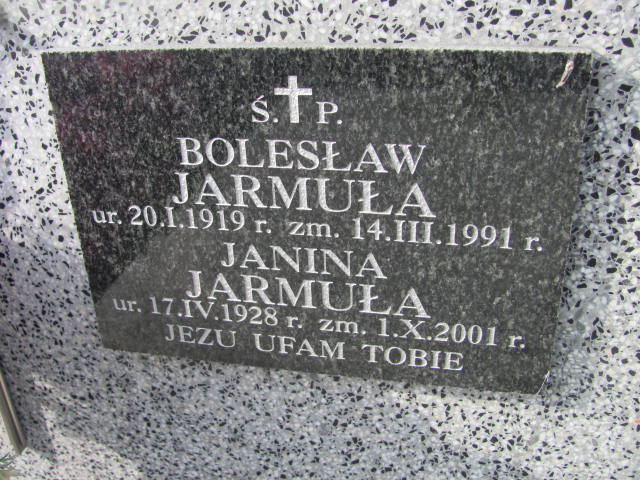 Ś. P.
BOLESŁAW
JARMUŁA
ur. 20.I.1919 r. zm. 14.III.1991 r.
JANINA
JARMUŁA
ur. 17.IV.1928 r. zm. 1.X.2001 r.
JEZU UFAM TOBIE